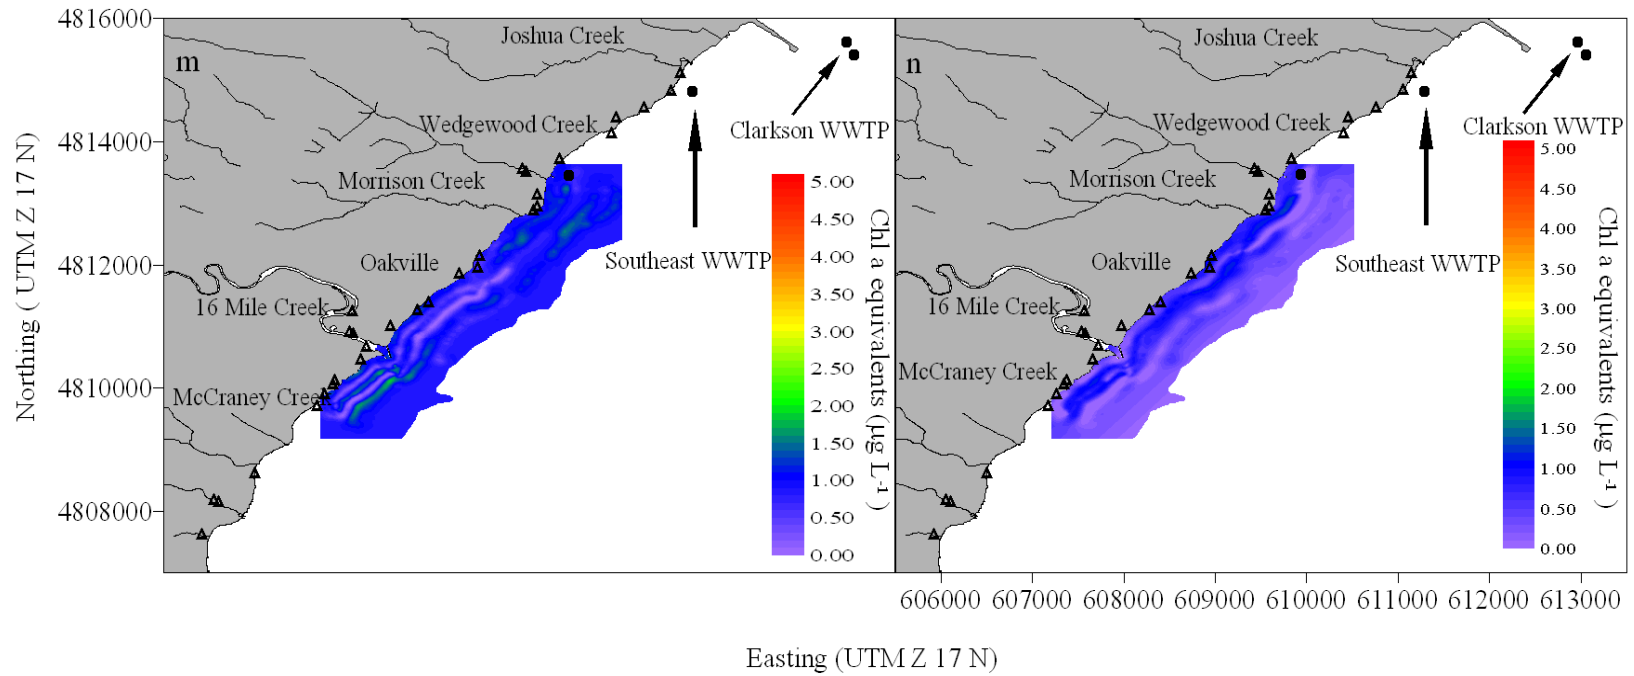 4816000
4814000
4812000
4810000
4808000
Northing ( UTM Z 17 N)
m
Joshua Creek
Wedgewood Creek
Clarkson WWTP
Morrison Creek
Oakville
Southeast WWTP
16 Mile Creek
McCraney Creek
5.00
4.50
4.00
3.50
3.00
2.50
2.00
1.50
1.00
0.50
0.00
Chl a equivalents (µg L⁻¹ )
n
Joshua Creek
Wedgewood Creek
Clarkson WWTP
Morrison Creek
Oakville
Southeast WWTP
16 Mile Creek
McCraney Creek
5.00
4.50
4.00
3.50
3.00
2.50
2.00
1.50
1.00
0.50
0.00
Chl a equivalents (µg L⁻¹ )
606000 607000 608000 609000 610000 611000 612000 613000
Easting (UTM Z 17 N)